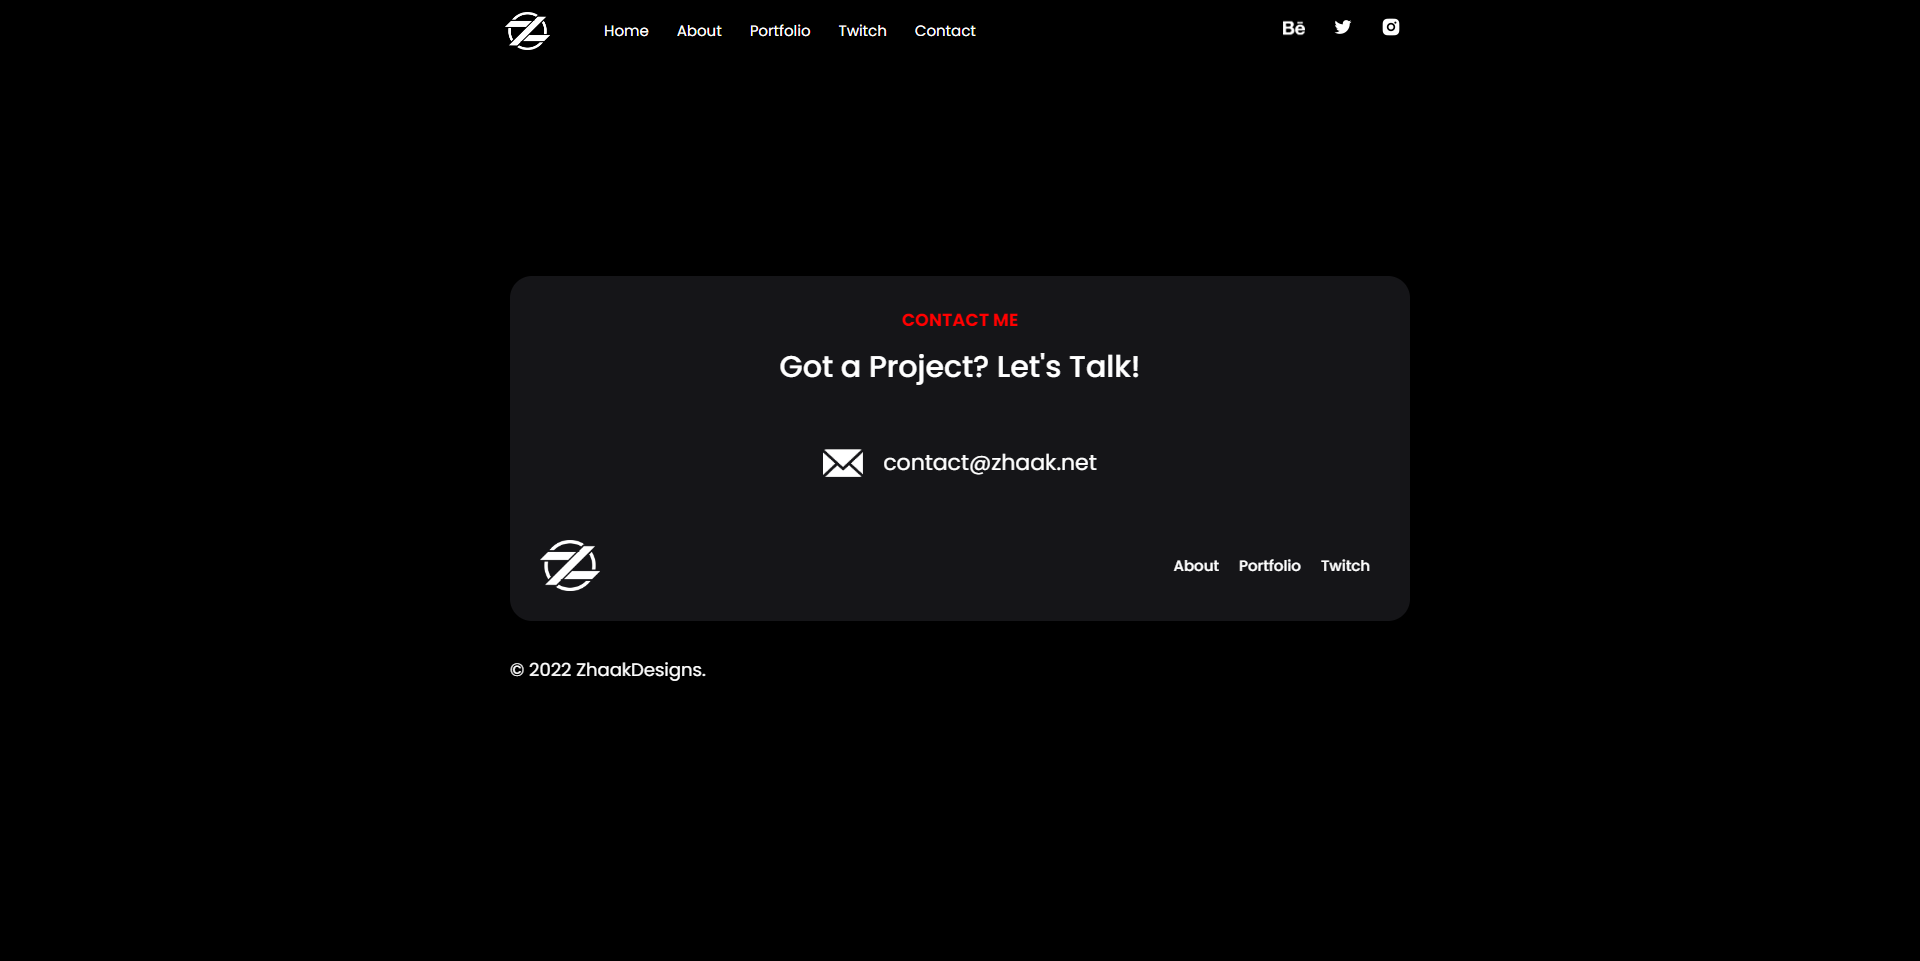 Home About Portfolio Twitch Contact Bē
CONTACT ME
Got a Project? Let's Talk!
contact@zhaak.net
About Portfolio Twitch
© 2022 ZhaakDesigns.